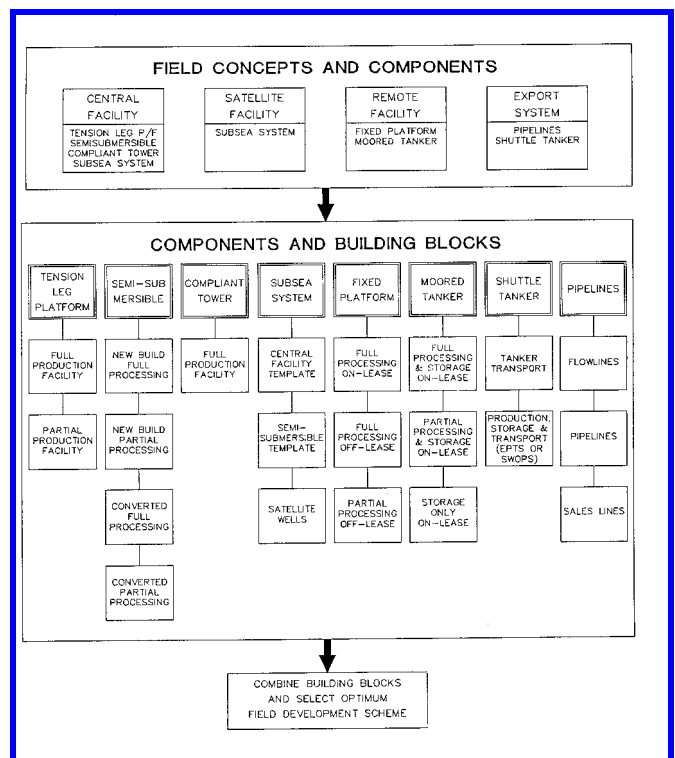 FIELD CONCEPTS AND COMPONENTS
CENTRAL
FACILITY
TENSION LEG P/F
SEMISUBMERSIBLE
COMPLIANT TOWER
SUBSEA SYSTEM
SATELLITE
FACILITY
SUBSEA SYSTEM
REMOTE
FACILITY
FIXED PLATFORM
MOORED TANKER
EXPORT
SYSTEM
PIPELINES
SHUTTLE TANKER
COMPONENTS AND BUILDING BLOCKS
TENSION
LEG
PLATFORM
FULL
PRODUCTION
FACILITY
PARTIAL
PRODUCTION
FACILITY
SEMI-SUB
MERSIBLE
NEW BUILD
FULL
PROCESSING
NEW BUILD
PARTIAL
PROCESSING
CONVERTED
FULL
PROCESSING
CONVERTED
PARTIAL
PROCESSING
COMPLIANT
TOWER
FULL
PRODUCTION
FACILITY
SUBSEA
SYSTEM
CENTRAL
FACILITY
TEMPLATE
SEMI-
SUBMERSIBLE
TEMPLATE
SATELLITE
WELLS
FIXED
PLATFORM
FULL
PROCESSING
ON-LEASE
FULL
PROCESSING
OFF-LEASE
PARTIAL
PROCESSING
OFF-LEASE
MOORED
TANKER
FULL
PROCESSING
& STORAGE
ON-LEASE
PARTIAL
PROCESSING
& STORAGE
ON-LEASE
STORAGE
ONLY
ON-LEASE
SHUTTLE
TANKER
TANKER
TRANSPORT
PRODUCTION,
STORAGE &
TRANSPORT
(EPTS OR
SWOPS)
PIPELINES
FLOWLINES
PIPELINES
SALES LINES
COMBINE BUILDING BLOCKS
AND SELECT OPTIMUM
FIELD DEVELOPMENT SCHEME